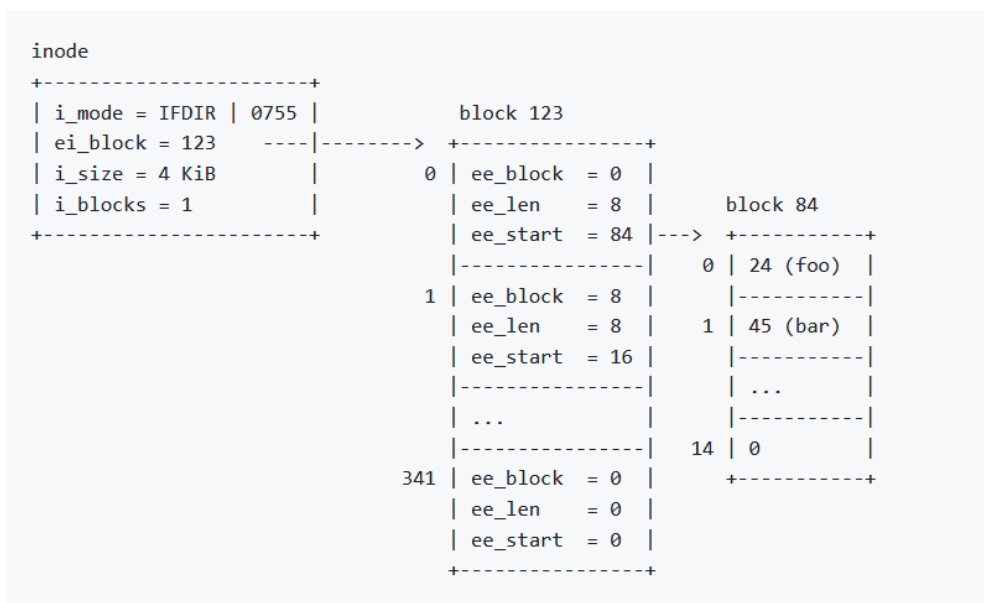 inode
+-----------------------+
| i_mode = IFDIR | 0755 |            block 123
| ei_block = 123    ----|-------->  +----------------+
| i_size = 4 KiB        |         0 | ee_block  = 0  |
| i_blocks = 1          |           | ee_len    = 8  |      block 84
+-----------------------+           | ee_start  = 84 |--->  +-----------+
                                    |----------------|    0 | 24 (foo)  |
                                  1 | ee_block  = 8  |      |-----------|
                                    | ee_len    = 8  |    1 | 45 (bar)  |
                                    | ee_start  = 16 |      |-----------|
                                    |----------------|      | ...       |
                                    | ...            |      |-----------|
                                    |----------------|   14 | 0         |
                                341 | ee_block  = 0  |      +-----------+
                                    | ee_len    = 0  |
                                    | ee_start  = 0  |
                                    +----------------+